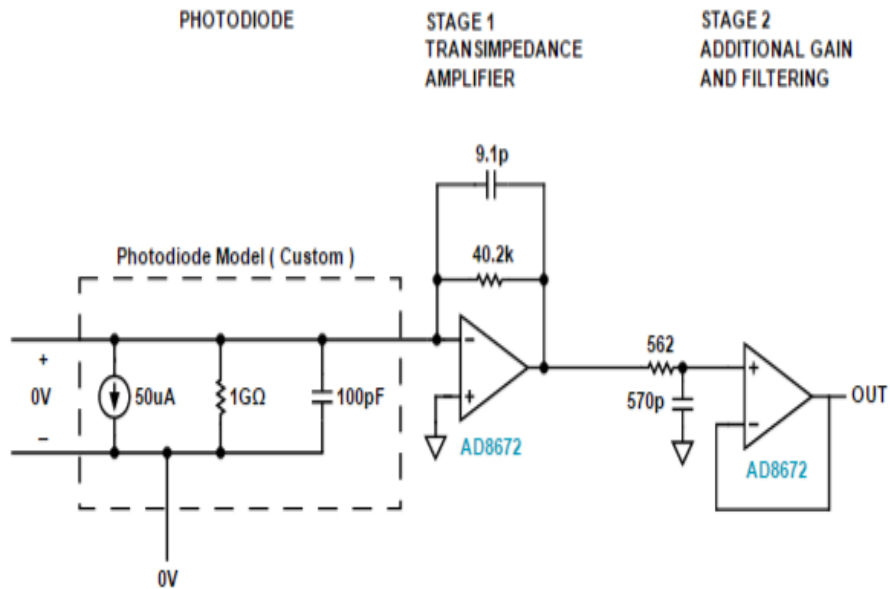 PHOTODIODE
STAGE 1
TRANSIMPEDANCE
AMPLIFIER
STAGE 2
ADDITIONAL GAIN
AND FILTERING
9.1p
40.2k
Photodiode Model ( Custom )
+
0V
−
50uA
1GΩ
100pF
−
+
AD8672
562
570p
+
−
OUT
AD8672
0V